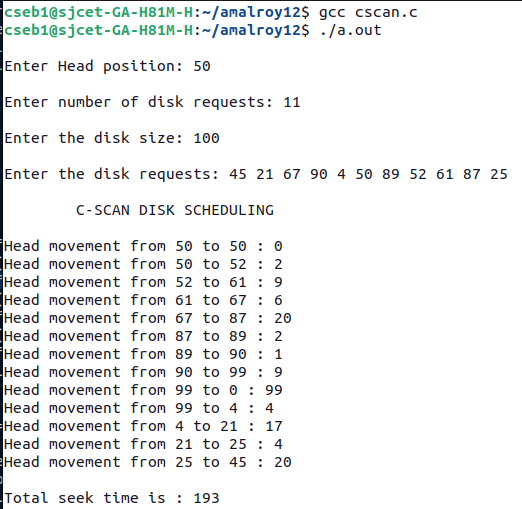 cseb1@sjcet-GA-H81M-H:~/amalroy12$ gcc cscan.c
cseb1@sjcet-GA-H81M-H:~/amalroy12$ ./a.out
Enter Head position: 50
Enter number of disk requests: 11
Enter the disk size: 100
Enter the disk requests: 45 21 67 90 4 50 89 52 61 87 25
C-SCAN DISK SCHEDULING
Head movement from 50 to 50 : 0
Head movement from 50 to 52 : 2
Head movement from 52 to 61 : 9
Head movement from 61 to 67 : 6
Head movement from 67 to 87 : 20
Head movement from 87 to 89 : 2
Head movement from 89 to 90 : 1
Head movement from 90 to 99 : 9
Head movement from 99 to 0 : 99
Head movement from 99 to 4 : 4
Head movement from 4 to 21 : 17
Head movement from 21 to 25 : 4
Head movement from 25 to 45 : 20
Total seek time is : 193